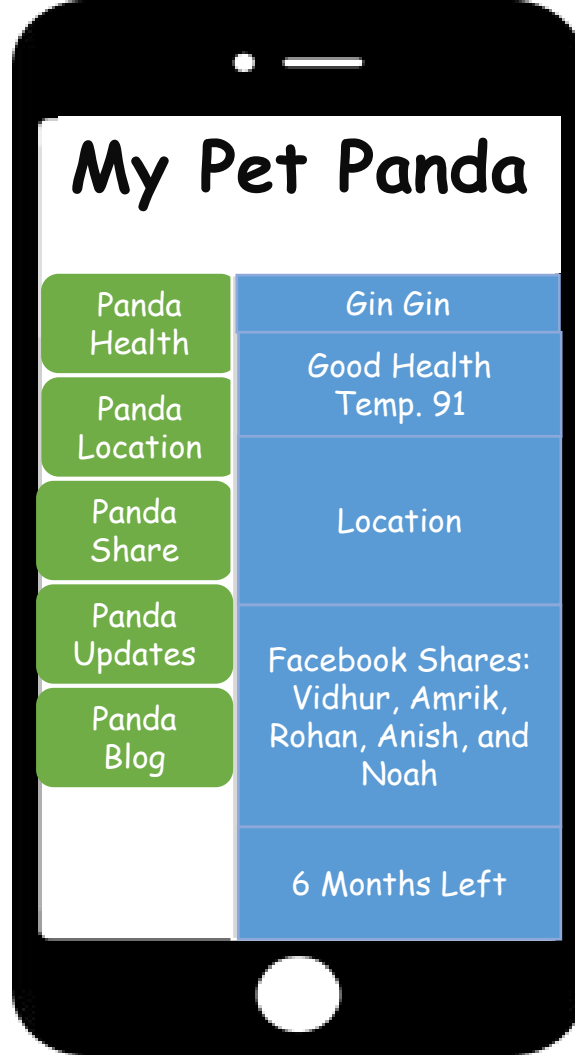 My Pet Panda
Panda
Health
Panda
Location
Panda
Share
Panda
Updates
Panda
Blog
Gin Gin
Good Health
Temp. 91
Location
Facebook Shares:
Vidhur, Amrik,
Rohan, Anish, and
Noah
6 Months Left